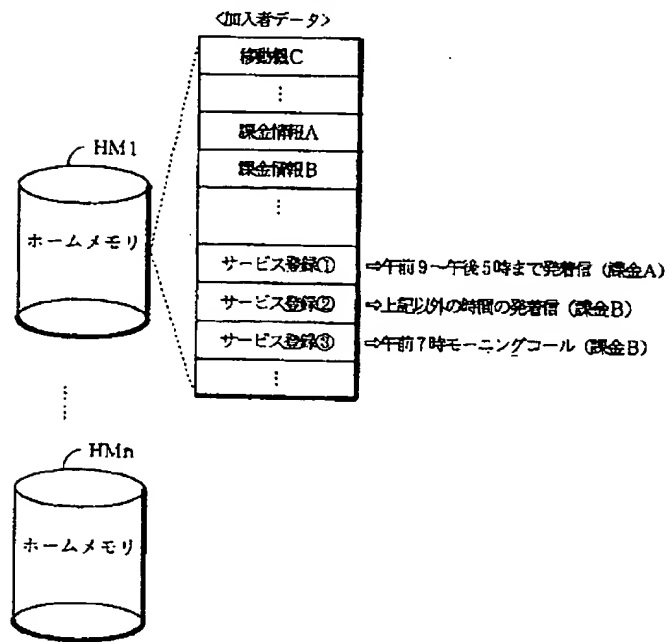 <加入者データ>
移動機C
⋮
課金情報A
課金情報B
⋮
サービス登録① ⇨午前9～午後5時まで発着信 (課金A)
サービス登録② ⇨上記以外の時間の発着信 (課金B)
サービス登録③ ⇨午前7時モーニングコール (課金B)
⋮
HM1
ホームメモリ
HMn
ホームメモリ